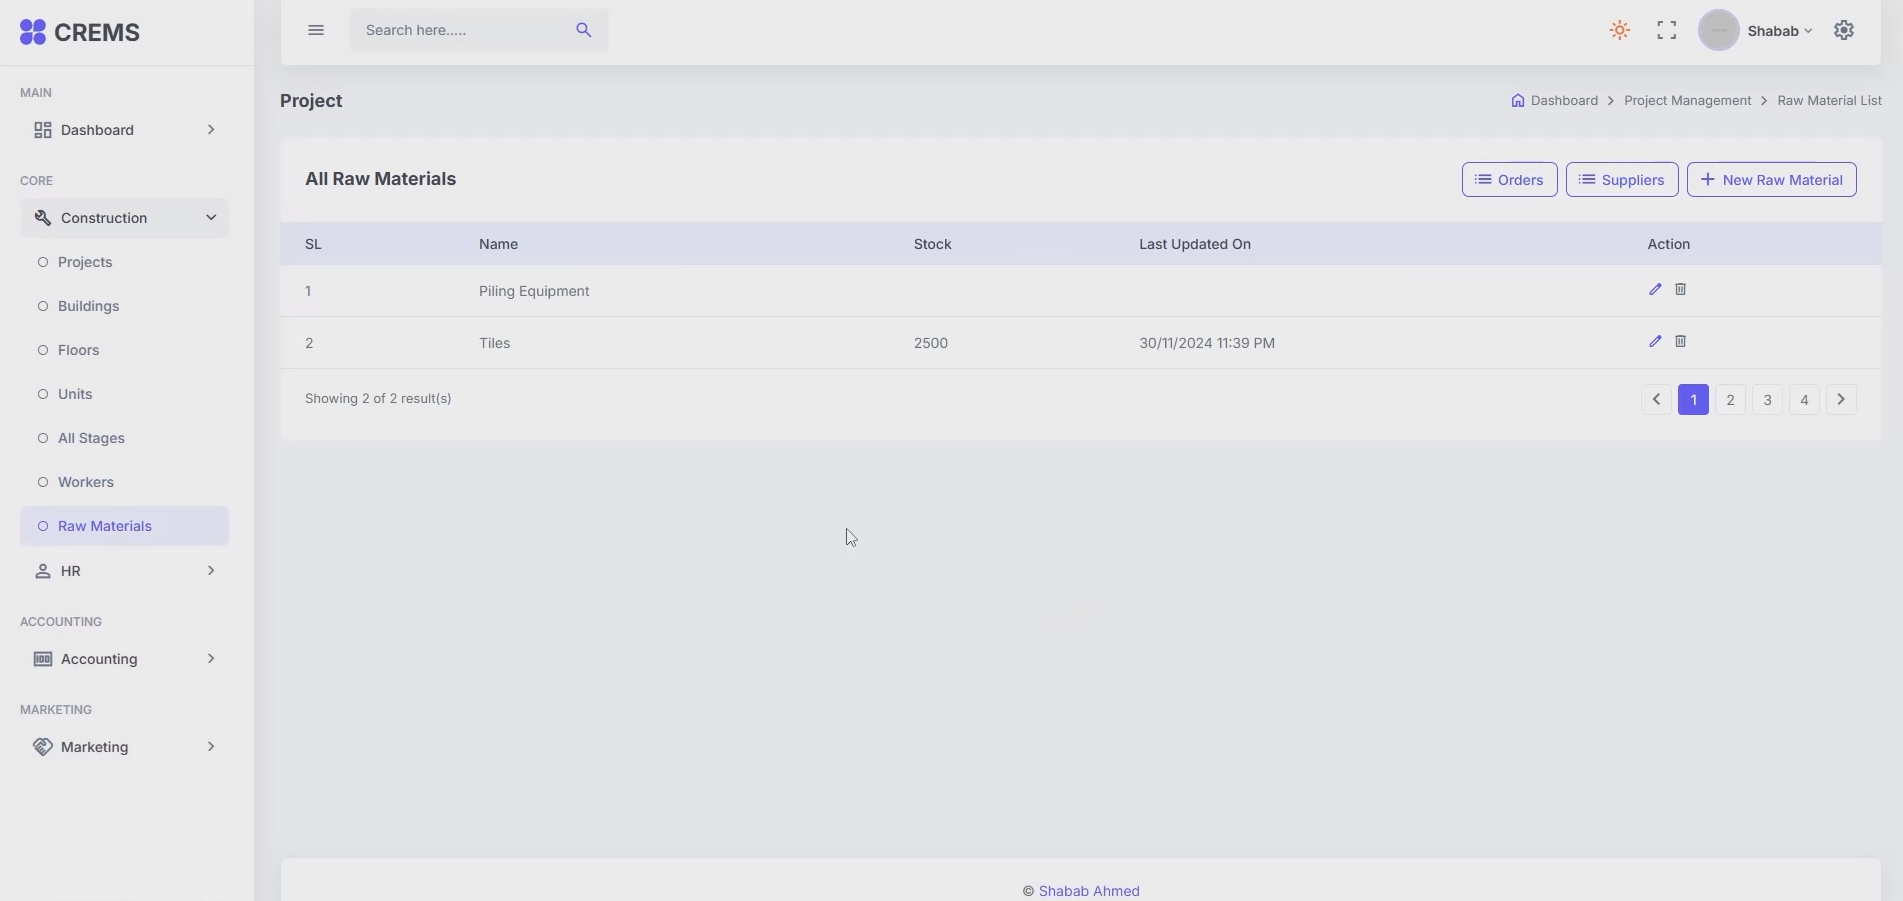 CREMS
Search here.....
Shabab
MAIN
Dashboard
CORE
Construction
Projects
Buildings
Floors
Units
All Stages
Workers
Raw Materials
HR
ACCOUNTING
Accounting
MARKETING
Marketing
Project
Dashboard > Project Management > Raw Material List
All Raw Materials
Orders Suppliers + New Raw Material
SL Name Stock Last Updated On Action
1 Piling Equipment
2 Tiles 2500 30/11/2024 11:39 PM
Showing 2 of 2 result(s)
1 2 3 4
© Shabab Ahmed